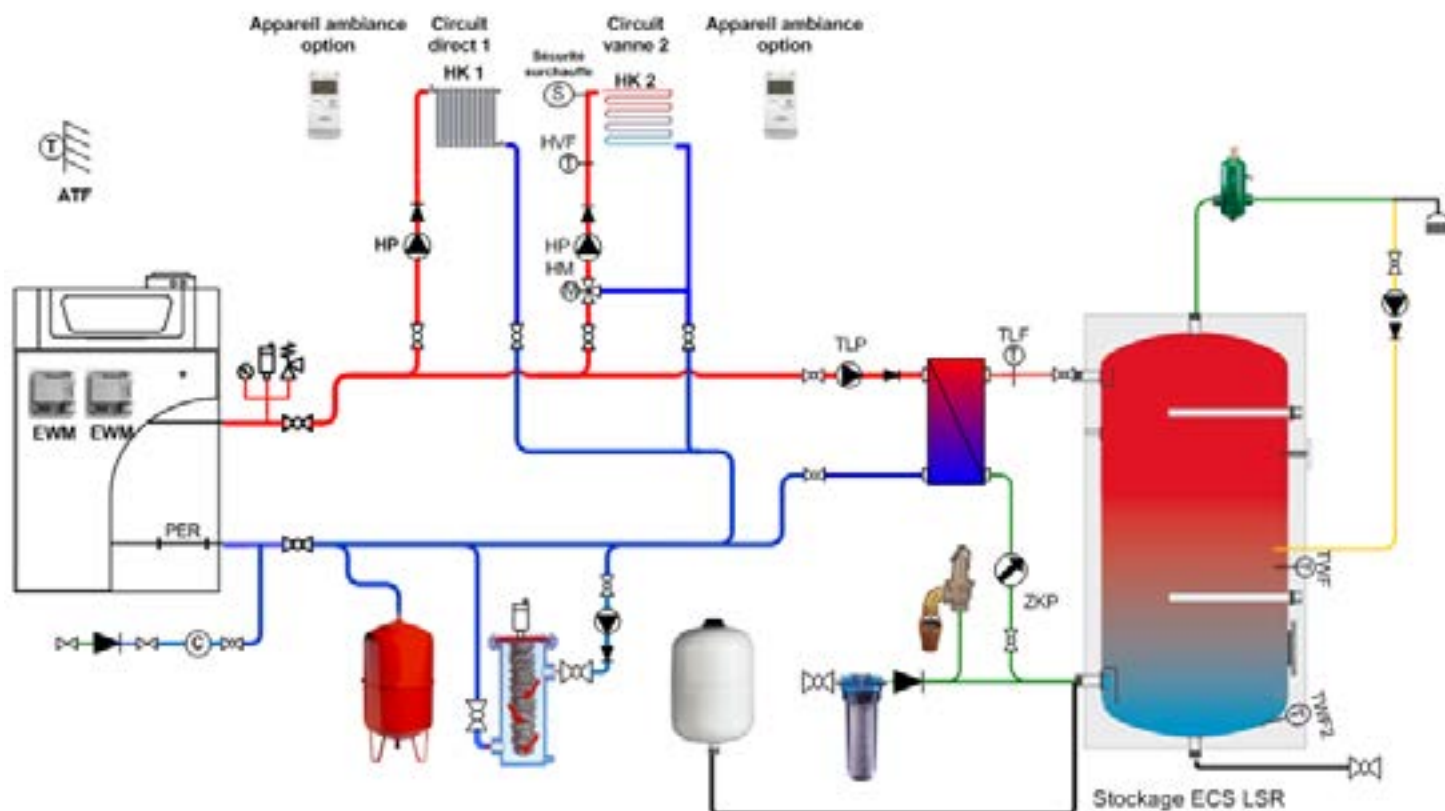 Appareil ambiance
option
Circuit
direct 1
HK 1
Sécurité
surchauffe
S
Circuit
vanne 2
HK 2
Appareil ambiance
option
T
ATF
HVF
T
HP
HP
HM
M
TLP
TLF
T
EWM
EWM
PER
C
ZKP
TWF
T
TWF2
T
Stockage ECS LSR